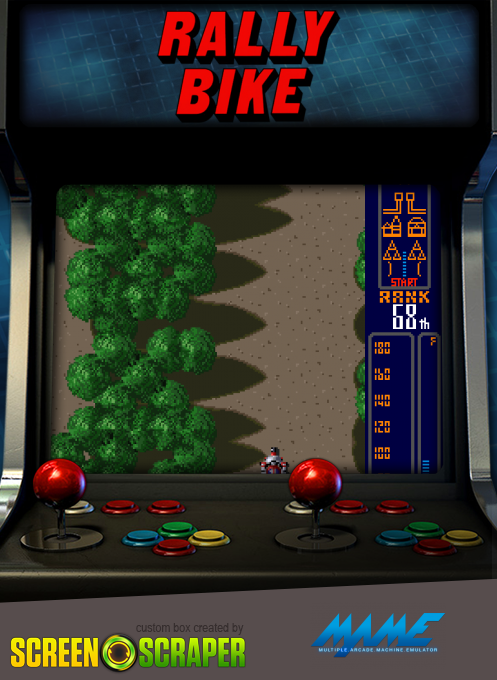 RALLY
BIKE
START
RANK
68th
F
180
160
140
120
100
custom box created by
SCREEN SCRAPER
MAME
MULTIPLE ARCADE MACHINE EMULATOR